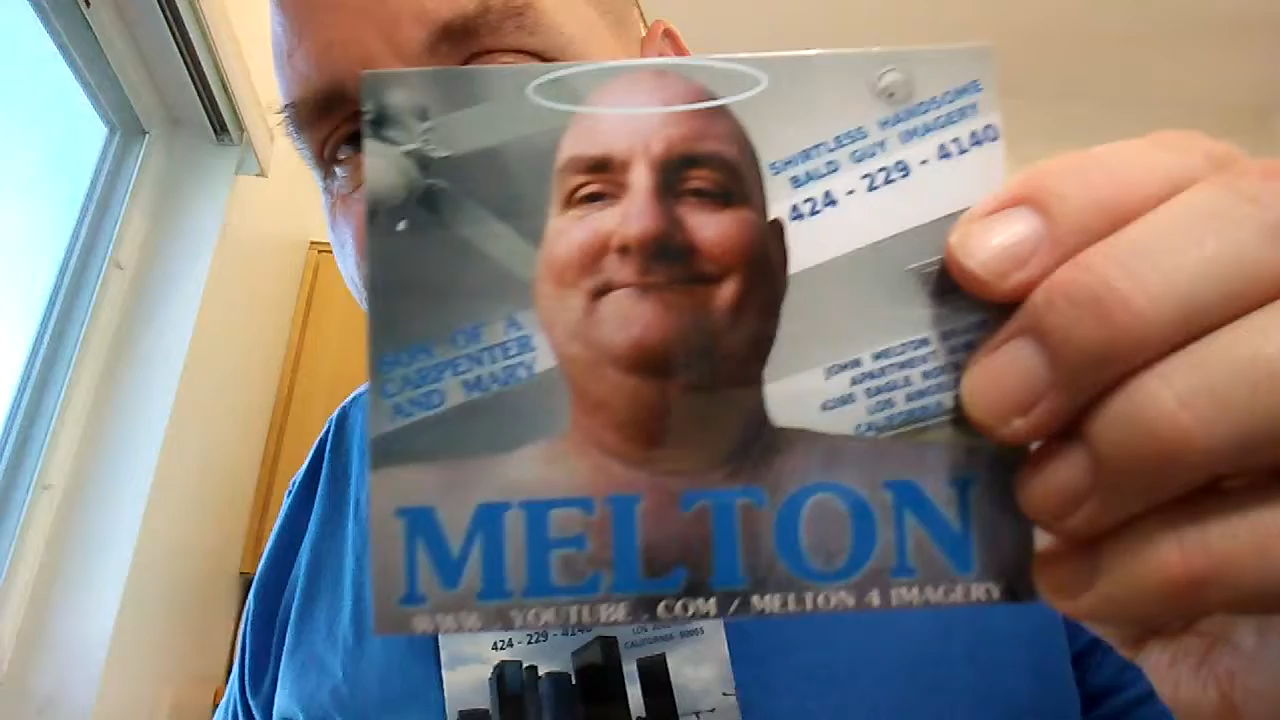 SHIRTLESS HANDSOME
BALD GUY IMAGERY
424 - 229 - 4140
SON OF A
CARPENTER
AND MARY
JOHN MELTON
APARTMENT
LOS
CALIFORNIA
MELTON
WWW . YOUTUBE . COM / MELTON 4 IMAGERY
424 - 229 - 4140
LOS
CALIFORNIA